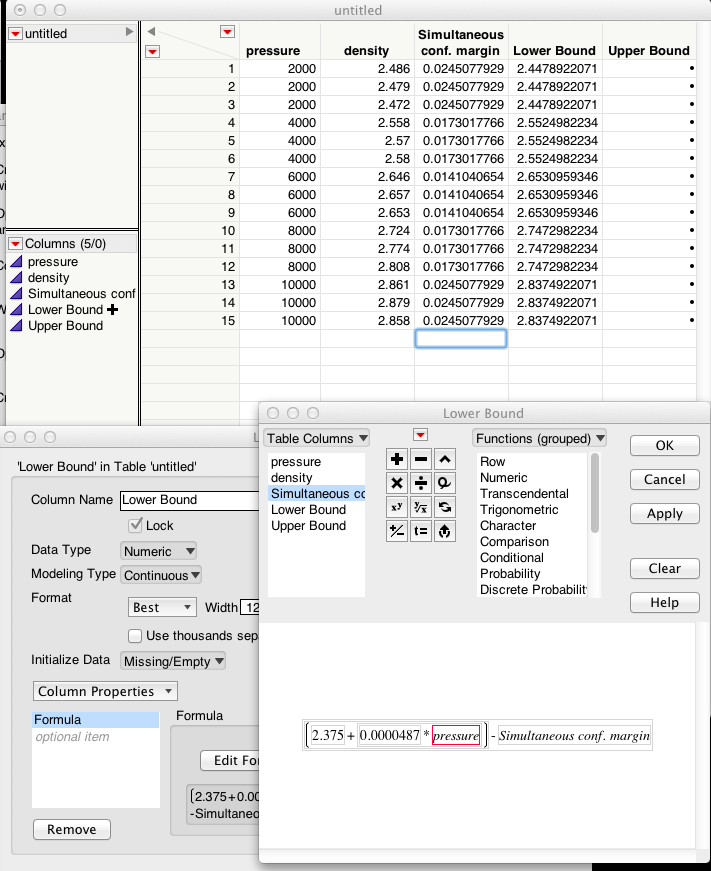 untitled
untitled
pressure density Simultaneous conf. margin Lower Bound Upper Bound
1 2000 2.486 0.0245077929 2.4478922071 •
2 2000 2.479 0.0245077929 2.4478922071 •
3 2000 2.472 0.0245077929 2.4478922071 •
4 4000 2.558 0.0173017766 2.5524982234 •
5 4000 2.57 0.0173017766 2.5524982234 •
6 4000 2.58 0.0173017766 2.5524982234 •
7 6000 2.646 0.0141040654 2.6530959346 •
8 6000 2.657 0.0141040654 2.6530959346 •
9 6000 2.653 0.0141040654 2.6530959346 •
10 8000 2.724 0.0173017766 2.7472982234 •
11 8000 2.774 0.0173017766 2.7472982234 •
12 8000 2.808 0.0173017766 2.7472982234 •
13 10000 2.861 0.0245077929 2.8374922071 •
14 10000 2.879 0.0245077929 2.8374922071 •
15 10000 2.858 0.0245077929 2.8374922071 •
Columns (5/0)
pressure
density
Simultaneous conf
Lower Bound
Upper Bound
'Lower Bound' in Table 'untitled'
Column Name Lower Bound
Lock
Data Type Numeric
Modeling Type Continuous
Format
Best Width 12
Use thousands sep
Initialize Data Missing/Empty
Column Properties
Formula
optional item
Formula
Edit For
(2.375+0.00
-Simultaneo
Remove
Lower Bound
Table Columns
pressure
density
Simultaneous co
Lower Bound
Upper Bound
Functions (grouped)
Row
Numeric
Transcendental
Trigonometric
Character
Comparison
Conditional
Probability
Discrete Probabilit
OK
Cancel
Apply
Clear
Help
(2.375 + 0.0000487 * pressure) - Simultaneous conf. margin